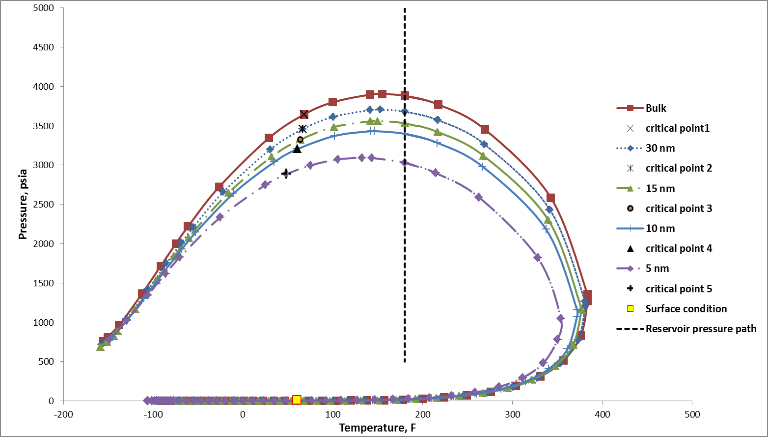 5000
4500
4000
3500
3000
2500
2000
1500
1000
500
0
Pressure, psia
-200
-100
0
100
200
300
400
500
Temperature, F
Bulk
critical point1
30 nm
critical point 2
15 nm
critical point 3
10 nm
critical point 4
5 nm
critical point 5
Surface condition
Reservoir pressure path